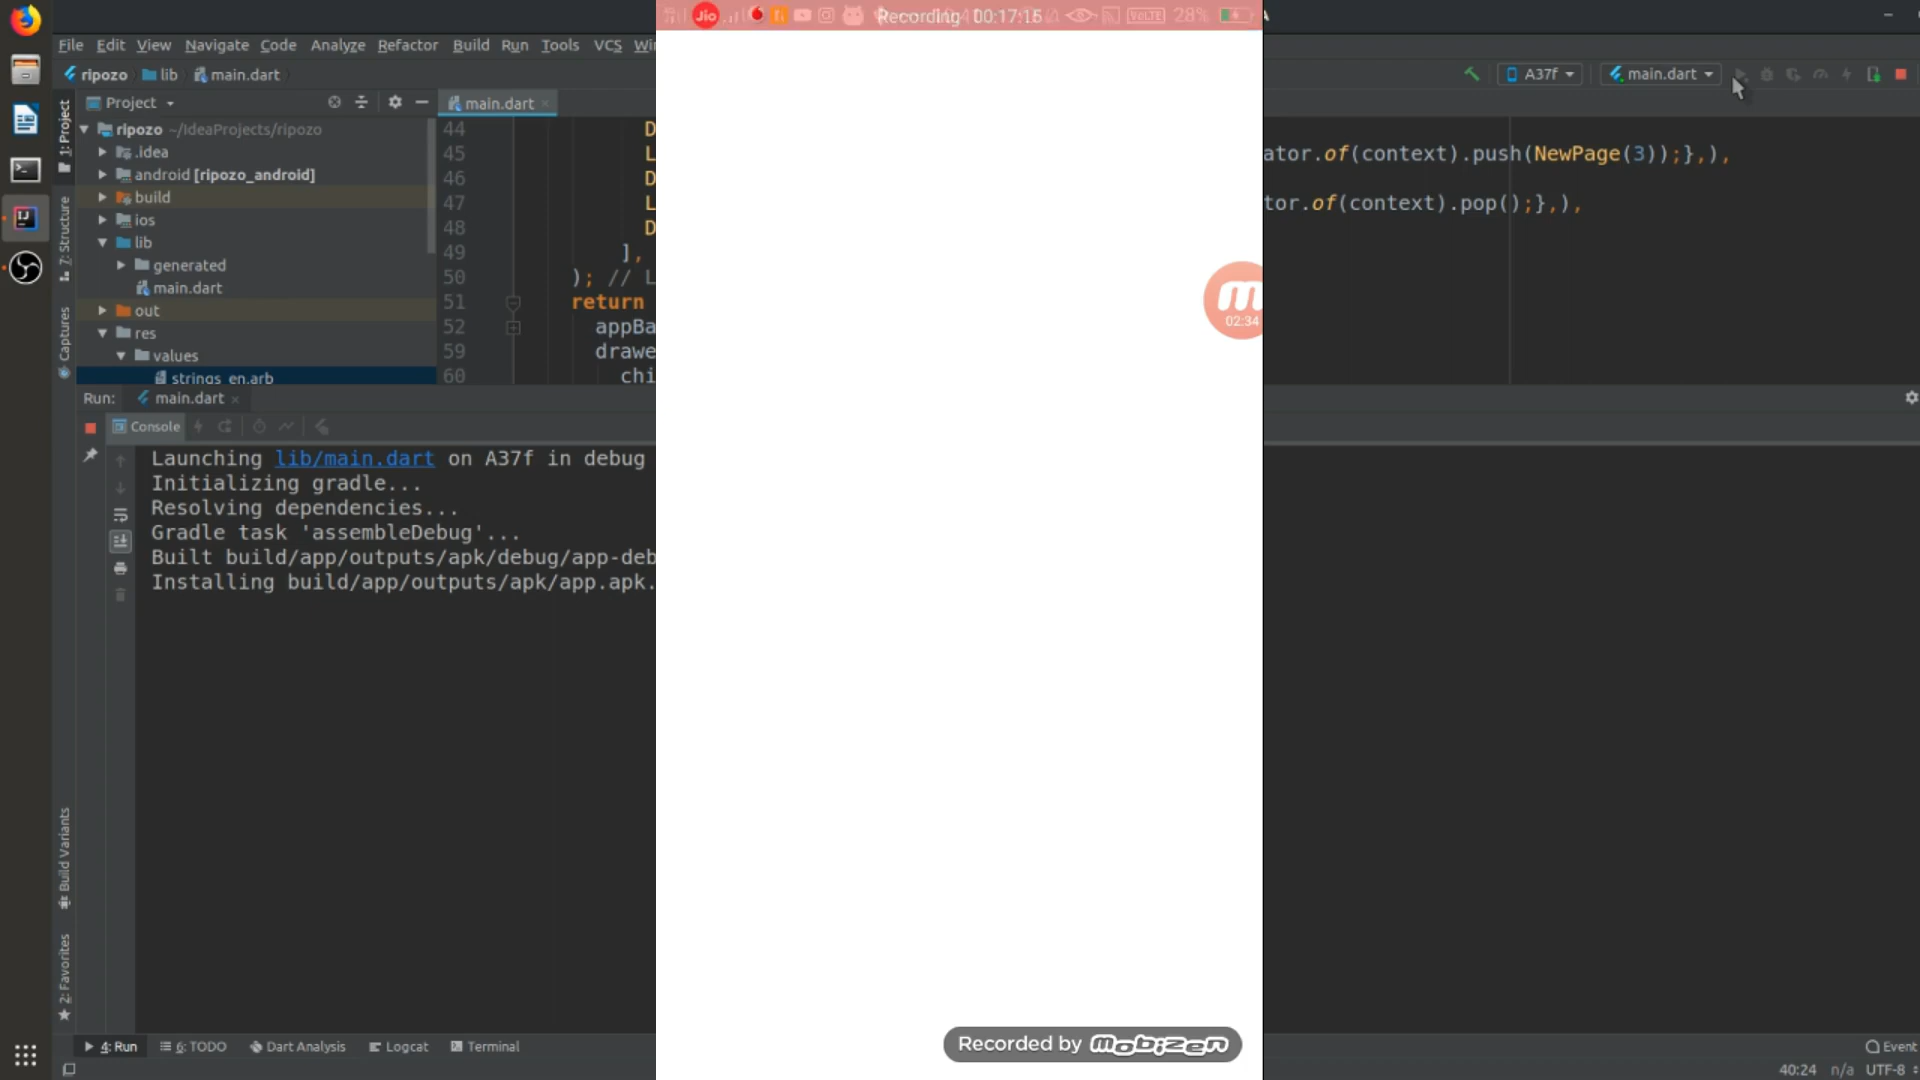 Jio
Recording 00:17:15
VoLTE 28%
File Edit View Navigate Code Analyze Refactor Build Run Tools VCS Win
ripozo lib main.dart
A37f main.dart
Project
main.dart
1: Project
7: Structure
Captures
Build Variants
2: Favorites
ripozo ~/IdeaProjects/ripozo
.idea
android [ripozo_android]
build
ios
lib
generated
main.dart
out
res
values
strings_en.arb
44 D
45 L ator.of(context).push(NewPage(3));},),
46 D
47 L tor.of(context).pop();},),
48 D
49 ],
50 ); // L
51 return
52 appBa
59 drawe
60 chi
02:34
Run: main.dart
Console
Launching lib/main.dart on A37f in debug
Initializing gradle...
Resolving dependencies...
Gradle task 'assembleDebug'...
Built build/app/outputs/apk/debug/app-deb
Installing build/app/outputs/apk/app.apk.
Recorded by mobizen
4: Run 6: TODO Dart Analysis Logcat Terminal
Event
40:24 n/a UTF-8